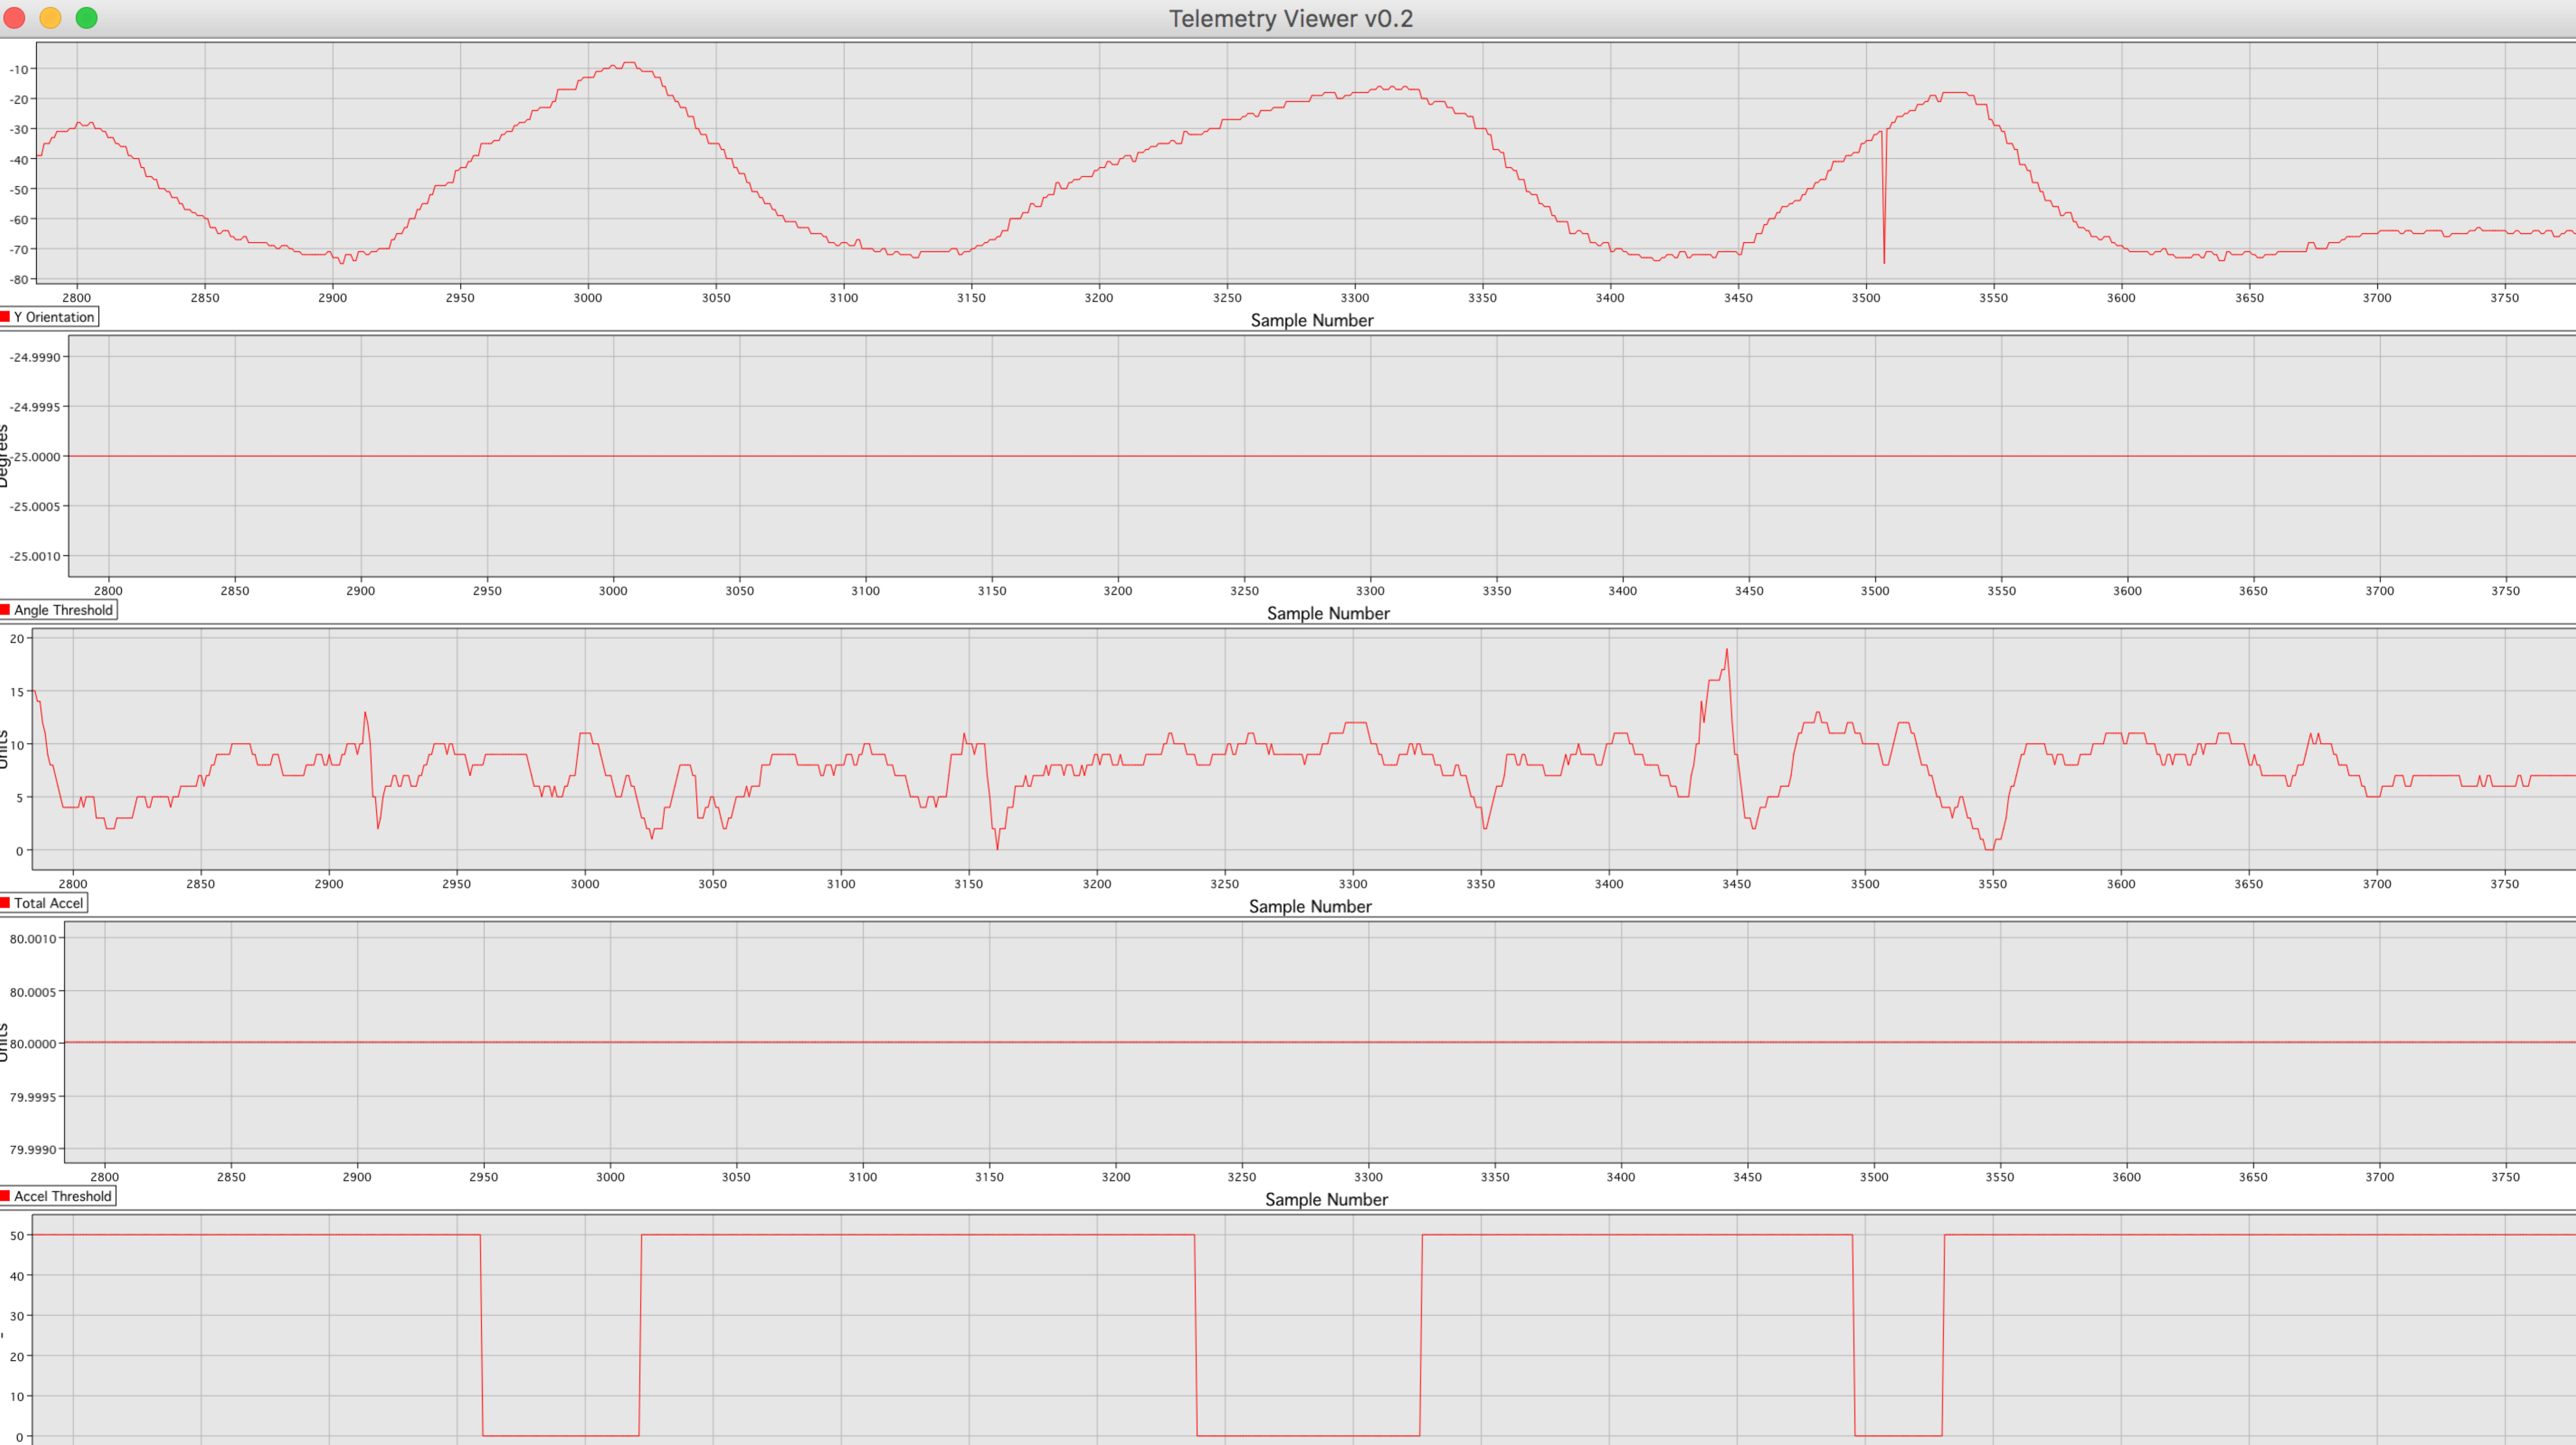 Telemetry Viewer v0.2
-10
-20
-30
-40
-50
-60
-70
-80
2800 2850 2900 2950 3000 3050 3100 3150 3200 3250 3300 3350 3400 3450 3500 3550 3600 3650 3700 3750
Y Orientation
Sample Number
-24.9990
-24.9995
Degrees
-25.0000
-25.0005
-25.0010
2800 2850 2900 2950 3000 3050 3100 3150 3200 3250 3300 3350 3400 3450 3500 3550 3600 3650 3700 3750
Angle Threshold
Sample Number
20
15
Units
10
5
0
2800 2850 2900 2950 3000 3050 3100 3150 3200 3250 3300 3350 3400 3450 3500 3550 3600 3650 3700 3750
Total Accel
Sample Number
80.0010
80.0005
Units
80.0000
79.9995
79.9990
2800 2850 2900 2950 3000 3050 3100 3150 3200 3250 3300 3350 3400 3450 3500 3550 3600 3650 3700 3750
Accel Threshold
Sample Number
50
40
30
20
10
0